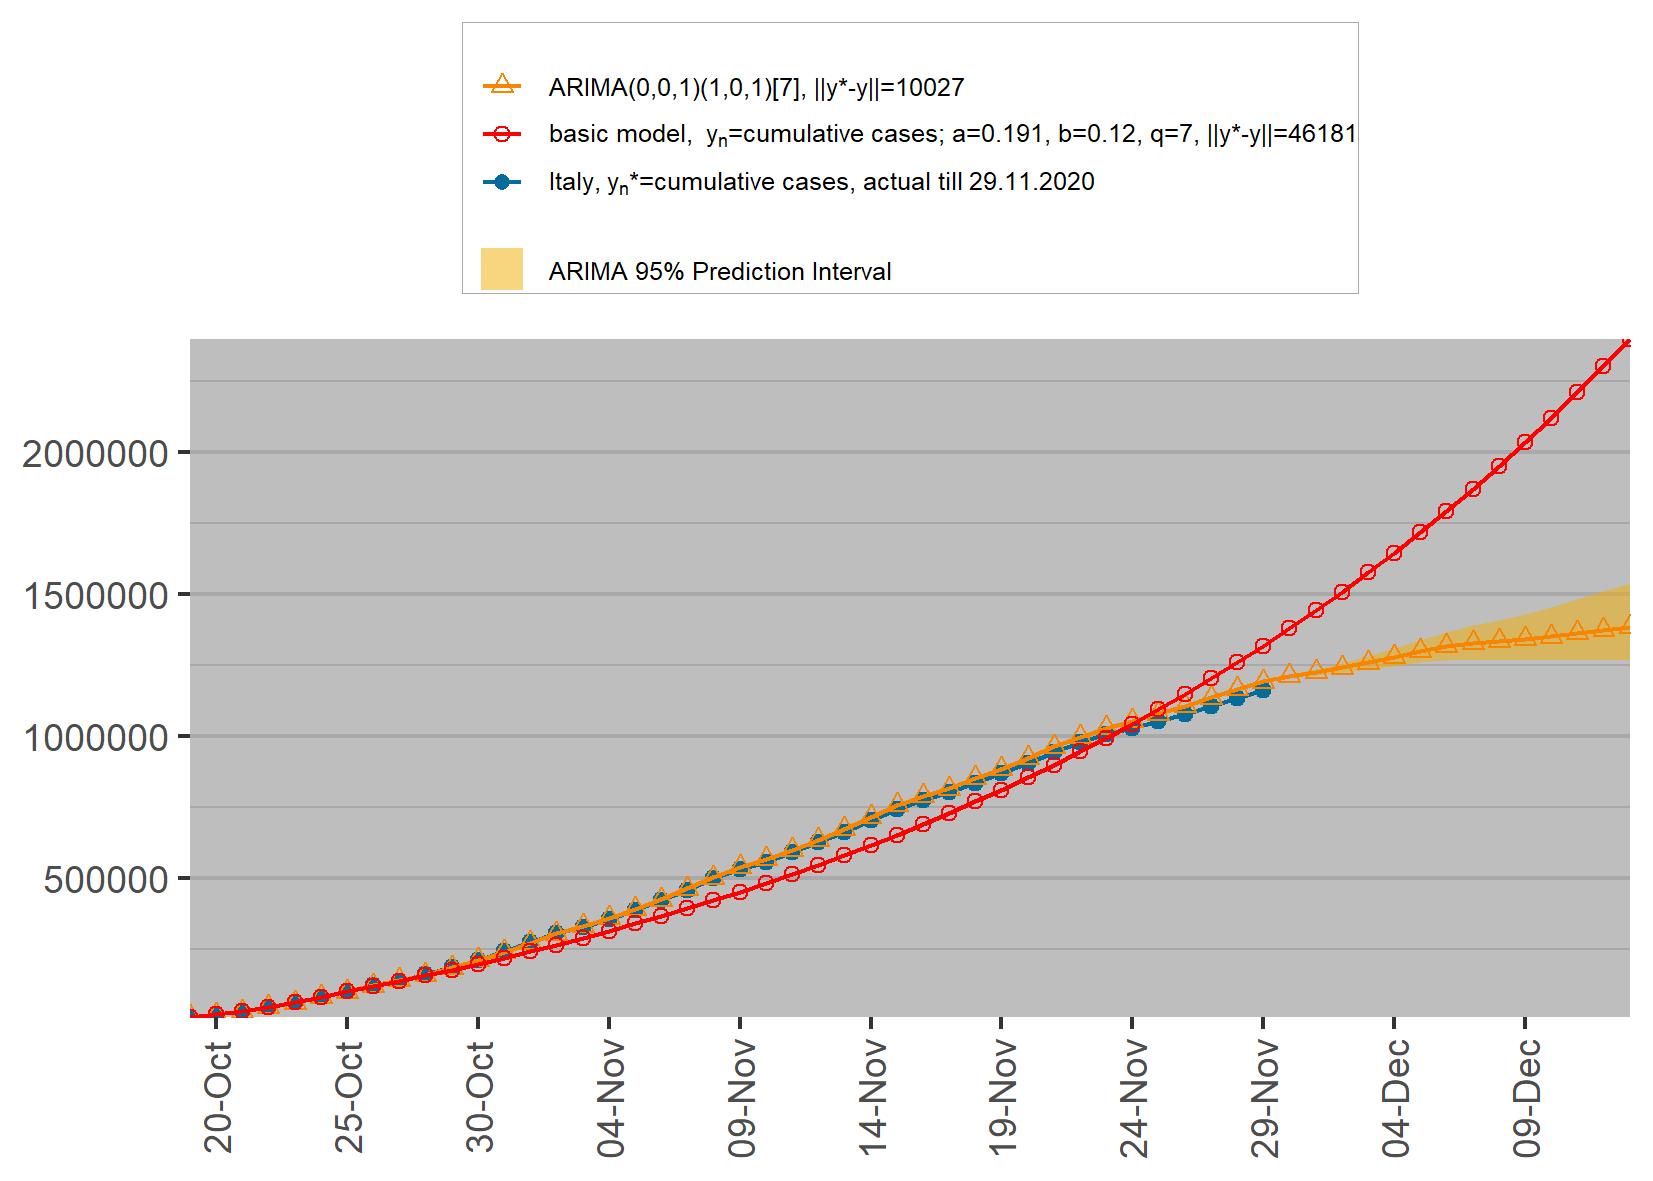 ARIMA(0,0,1)(1,0,1)[7], ||y*-y||=10027
basic model,  yn=cumulative cases; a=0.191, b=0.12, q=7, ||y*-y||=46181
Italy, yn*=cumulative cases, actual till 29.11.2020
ARIMA 95% Prediction Interval
2000000
1500000
1000000
500000
20-Oct
25-Oct
30-Oct
04-Nov
09-Nov
14-Nov
19-Nov
24-Nov
29-Nov
04-Dec
09-Dec